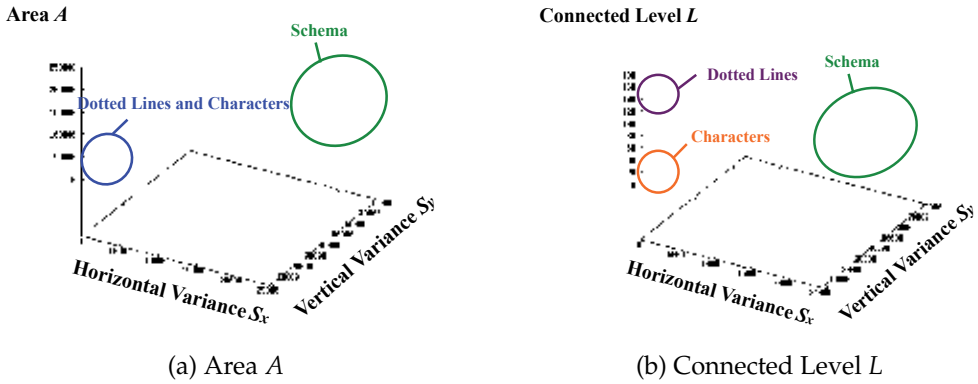 Area A
Connected Level L
Schema
Schema
Dotted Lines
Dotted Lines and Characters
Characters
Horizontal Variance Sx
Vertical Variance Sy
Horizontal Variance Sx
Vertical Variance Sy
(a) Area A
(b) Connected Level L